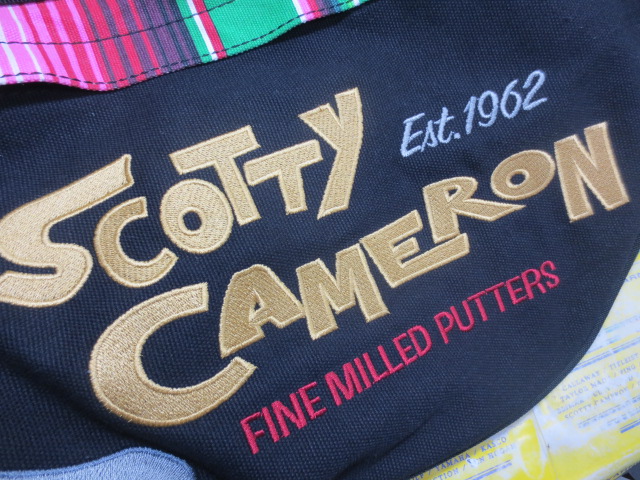 SCOTTY
CAMERON
Est.1962
FINE MILLED PUTTERS